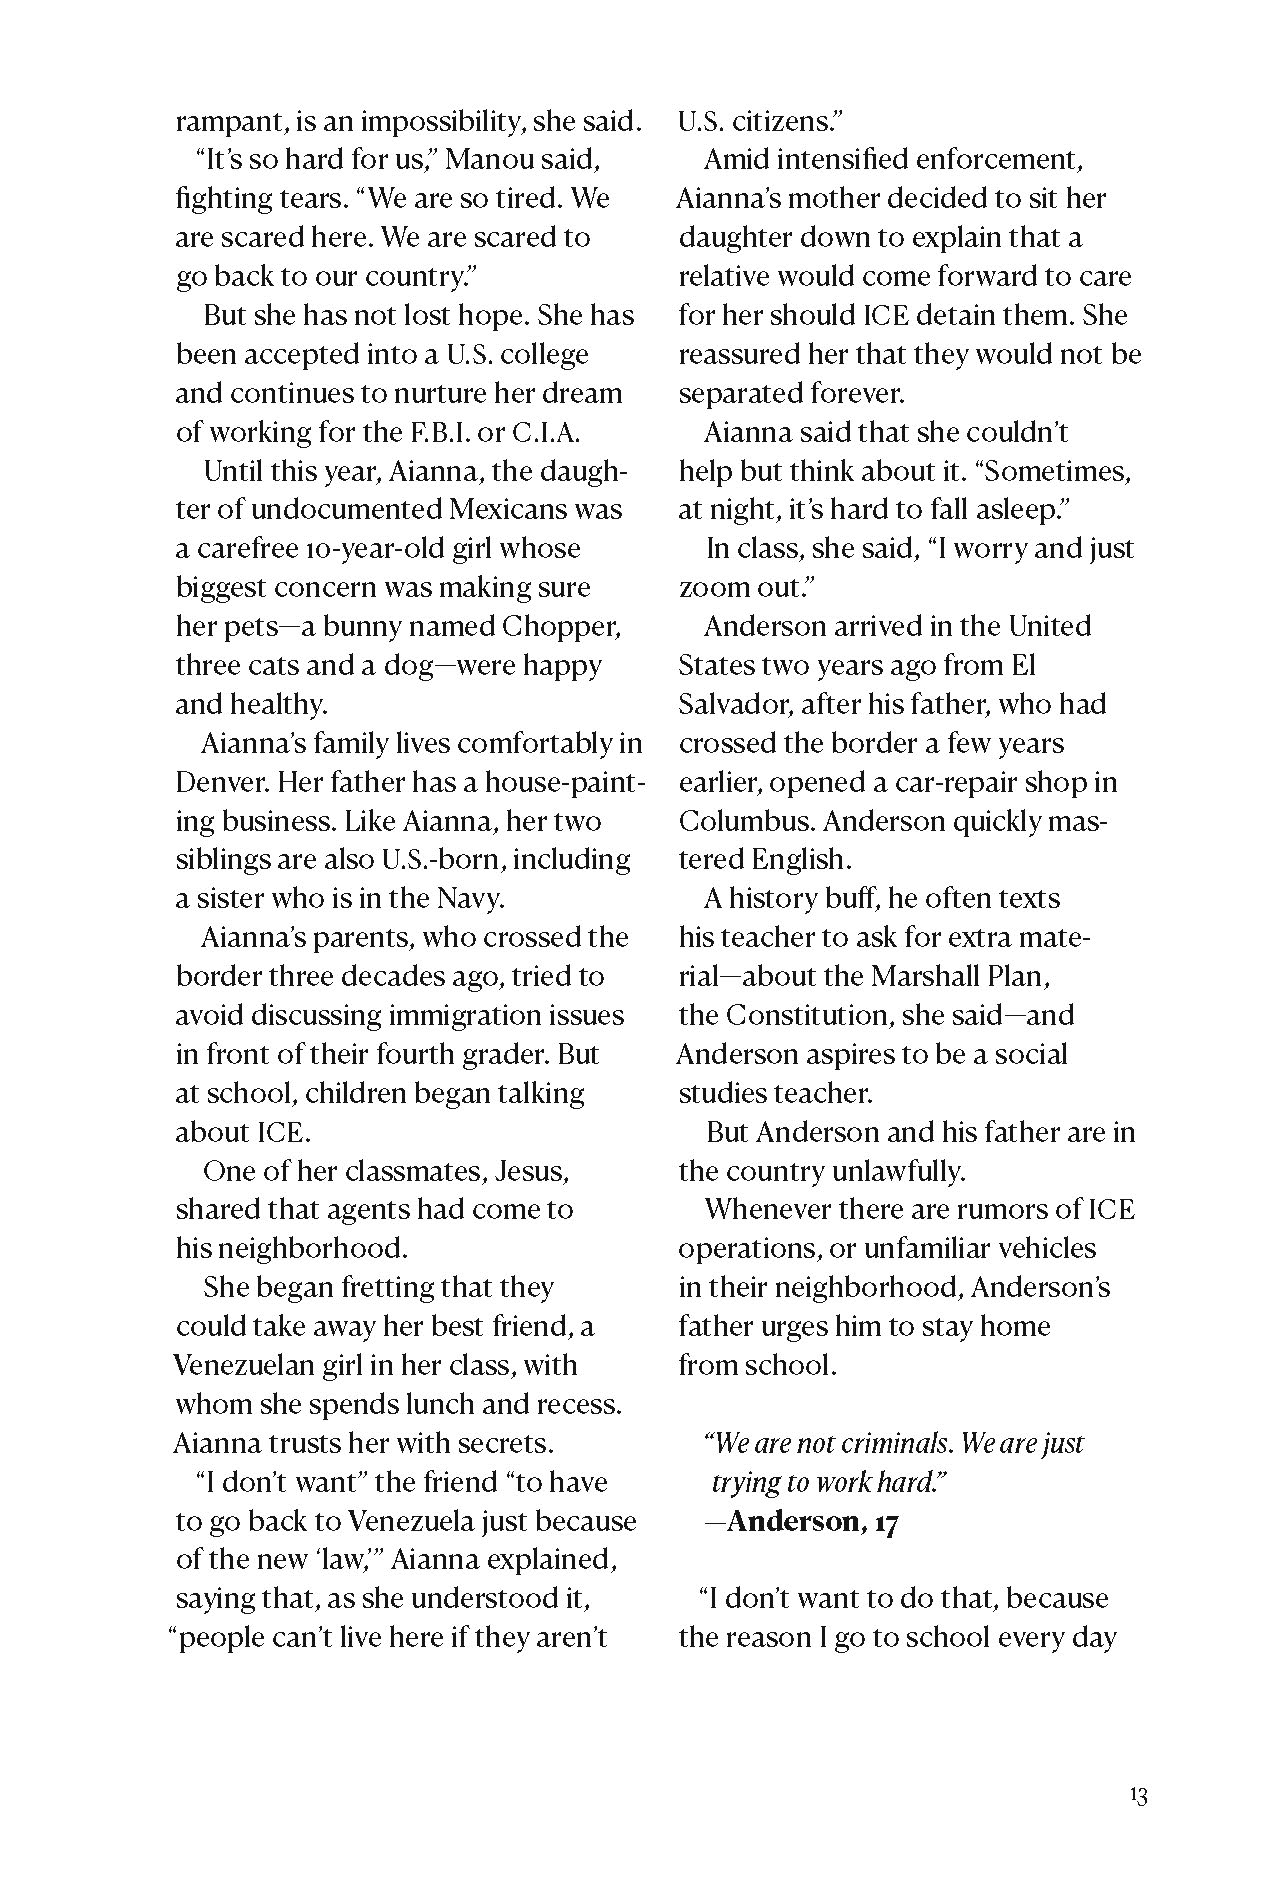 rampant, is an impossibility, she said.
“It’s so hard for us,” Manou said,
fighting tears. “We are so tired. We
are scared here. We are scared to
go back to our country.”
But she has not lost hope. She has
been accepted into a U.S. college
and continues to nurture her dream
of working for the F.B.I. or C.I.A.
Until this year, Aianna, the daugh-
ter of undocumented Mexicans was
a carefree 10-year-old girl whose
biggest concern was making sure
her pets—a bunny named Chopper,
three cats and a dog—were happy
and healthy.
Aianna’s family lives comfortably in
Denver. Her father has a house-paint-
ing business. Like Aianna, her two
siblings are also U.S.-born, including
a sister who is in the Navy.
Aianna’s parents, who crossed the
border three decades ago, tried to
avoid discussing immigration issues
in front of their fourth grader. But
at school, children began talking
about ICE.
One of her classmates, Jesus,
shared that agents had come to
his neighborhood.
She began fretting that they
could take away her best friend, a
Venezuelan girl in her class, with
whom she spends lunch and recess.
Aianna trusts her with secrets.
“I don’t want” the friend “to have
to go back to Venezuela just because
of the new ‘law,’” Aianna explained,
saying that, as she understood it,
“people can’t live here if they aren’t
U.S. citizens.”
Amid intensified enforcement,
Aianna’s mother decided to sit her
daughter down to explain that a
relative would come forward to care
for her should ICE detain them. She
reassured her that they would not be
separated forever.
Aianna said that she couldn’t
help but think about it. “Sometimes,
at night, it’s hard to fall asleep.”
In class, she said, “I worry and just
zoom out.”
Anderson arrived in the United
States two years ago from El
Salvador, after his father, who had
crossed the border a few years
earlier, opened a car-repair shop in
Columbus. Anderson quickly mas-
tered English.
A history buff, he often texts
his teacher to ask for extra mate-
rial—about the Marshall Plan,
the Constitution, she said—and
Anderson aspires to be a social
studies teacher.
But Anderson and his father are in
the country unlawfully.
Whenever there are rumors of ICE
operations, or unfamiliar vehicles
in their neighborhood, Anderson’s
father urges him to stay home
from school.
“We are not criminals. We are just
trying to work hard.”
—Anderson, 17
“I don’t want to do that, because
the reason I go to school every day
13